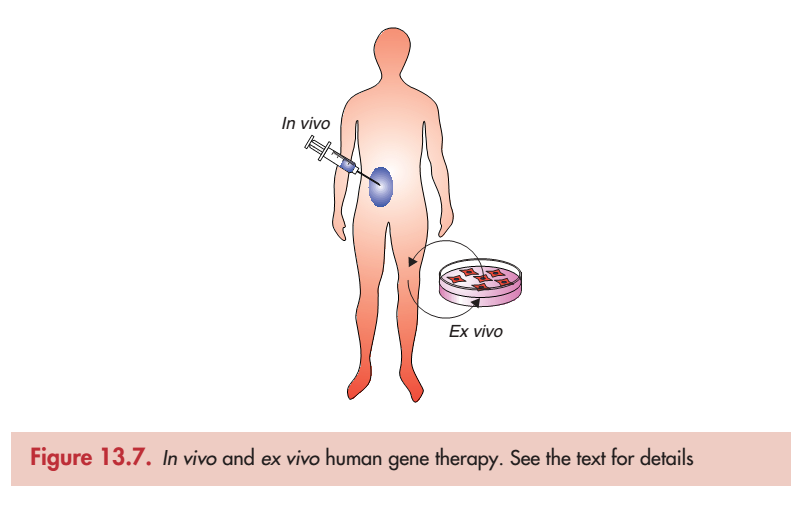 In vivo
Ex vivo
Figure 13.7. In vivo and ex vivo human gene therapy. See the text for details